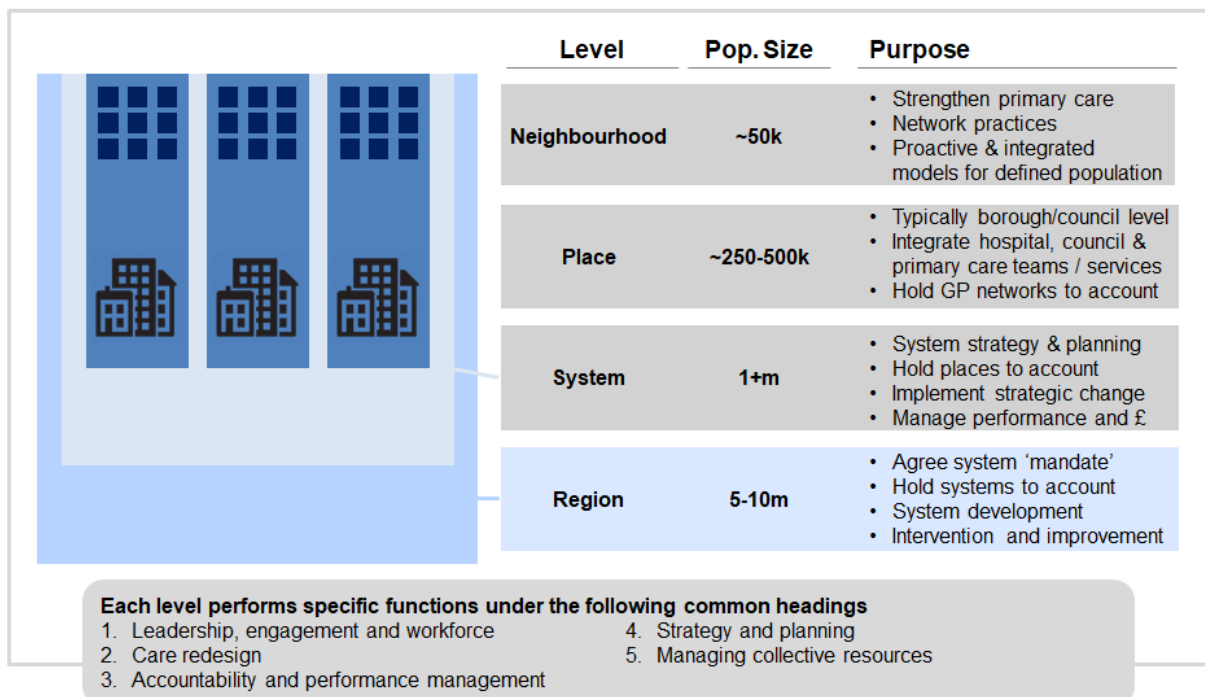 Level Pop. Size Purpose
Neighbourhood ~50k
• Strengthen primary care
• Network practices
• Proactive & integrated
models for defined population
Place ~250-500k
• Typically borough/council level
• Integrate hospital, council &
primary care teams / services
• Hold GP networks to account
System 1+m
• System strategy & planning
• Hold places to account
• Implement strategic change
• Manage performance and £
Region 5-10m
• Agree system ‘mandate’
• Hold systems to account
• System development
• Intervention and improvement
Each level performs specific functions under the following common headings
1. Leadership, engagement and workforce
2. Care redesign
3. Accountability and performance management
4. Strategy and planning
5. Managing collective resources